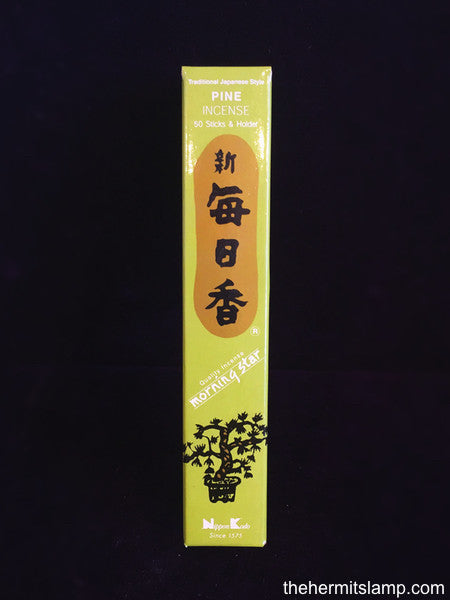 Traditional Japanese Style
PINE
INCENSE
50 Sticks & Holder
新
毎
日
香
®
Quality Incense
morning star
Nippon Kodo
Since 1575
thehermitslamp.com